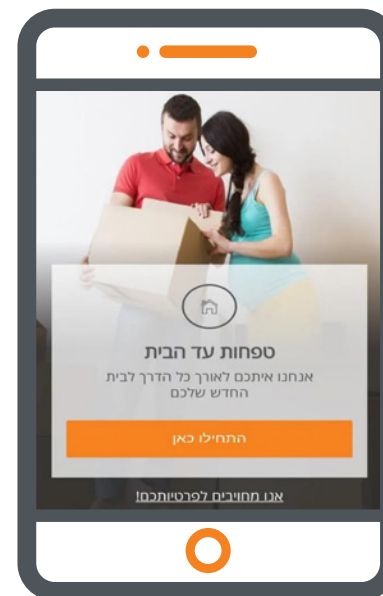 טפחות עד הבית
אנחנו איתכם לאורך כל הדרך לבית
החדש שלכם
התחילו כאן
אנו מחויבים לפרטיותכם!